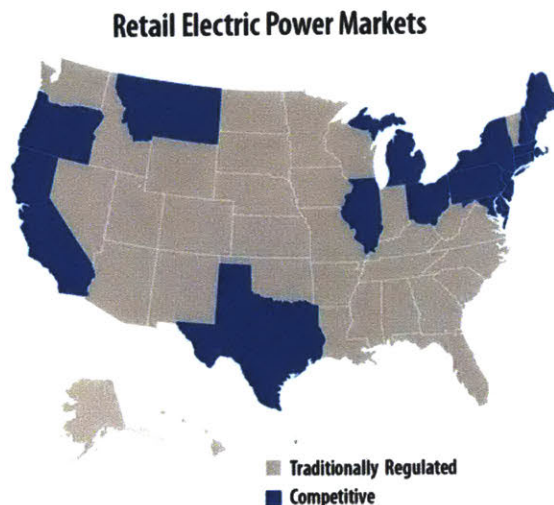 Retail Electric Power Markets
Traditionally Regulated
Competitive